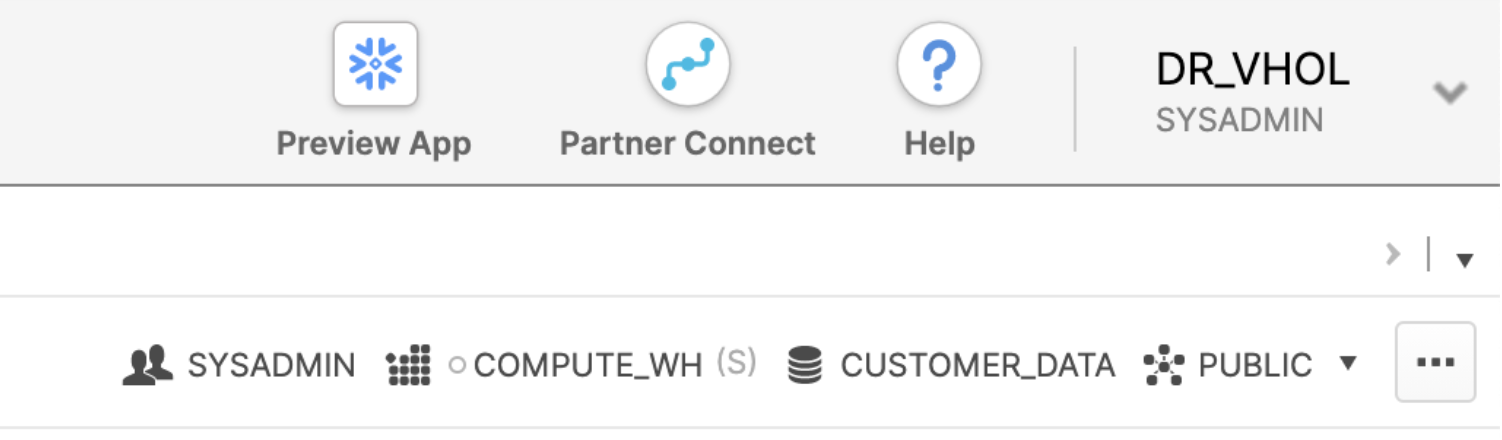 Preview App Partner Connect Help DR_VHOL
SYSADMIN
SYSADMIN COMPUTE_WH (S) CUSTOMER_DATA PUBLIC